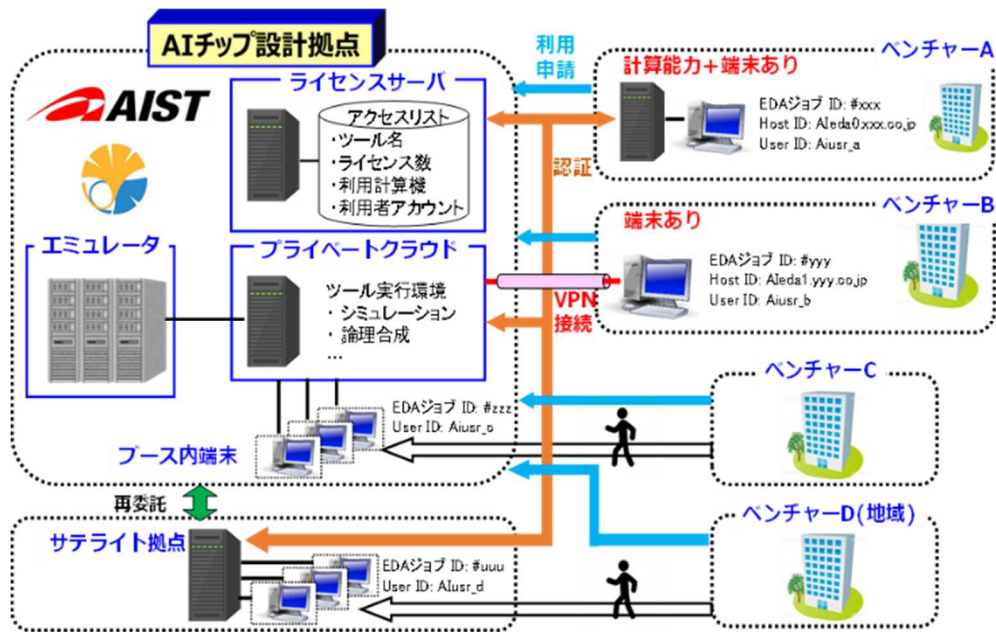 AIチップ設計拠点
AIST
ライセンスサーバ
アクセスリスト
・ツール名
・ライセンス数
・利用計算機
・利用者アカウント
エミュレータ
プライベートクラウド
ツール実行環境
・シミュレーション
・論理合成
…
EDAジョブ ID: #zzz
User ID: Aiusr_c
ブース内端末
再委託
サテライト拠点
EDAジョブ ID: #uuu
User ID: AIusr_d
利用
申請
認証
VPN
接続
ベンチャーA
計算能力+端末あり
EDAジョブ ID: #xxx
Host ID: AIeda0.xxx.co.jp
User ID: Aiusr_a
ベンチャーB
端末あり
EDAジョブ ID: #yyy
Host ID: AIeda1.yyy.co.jp
User ID: Aiusr_b
ベンチャーC
ベンチャーD(地域)